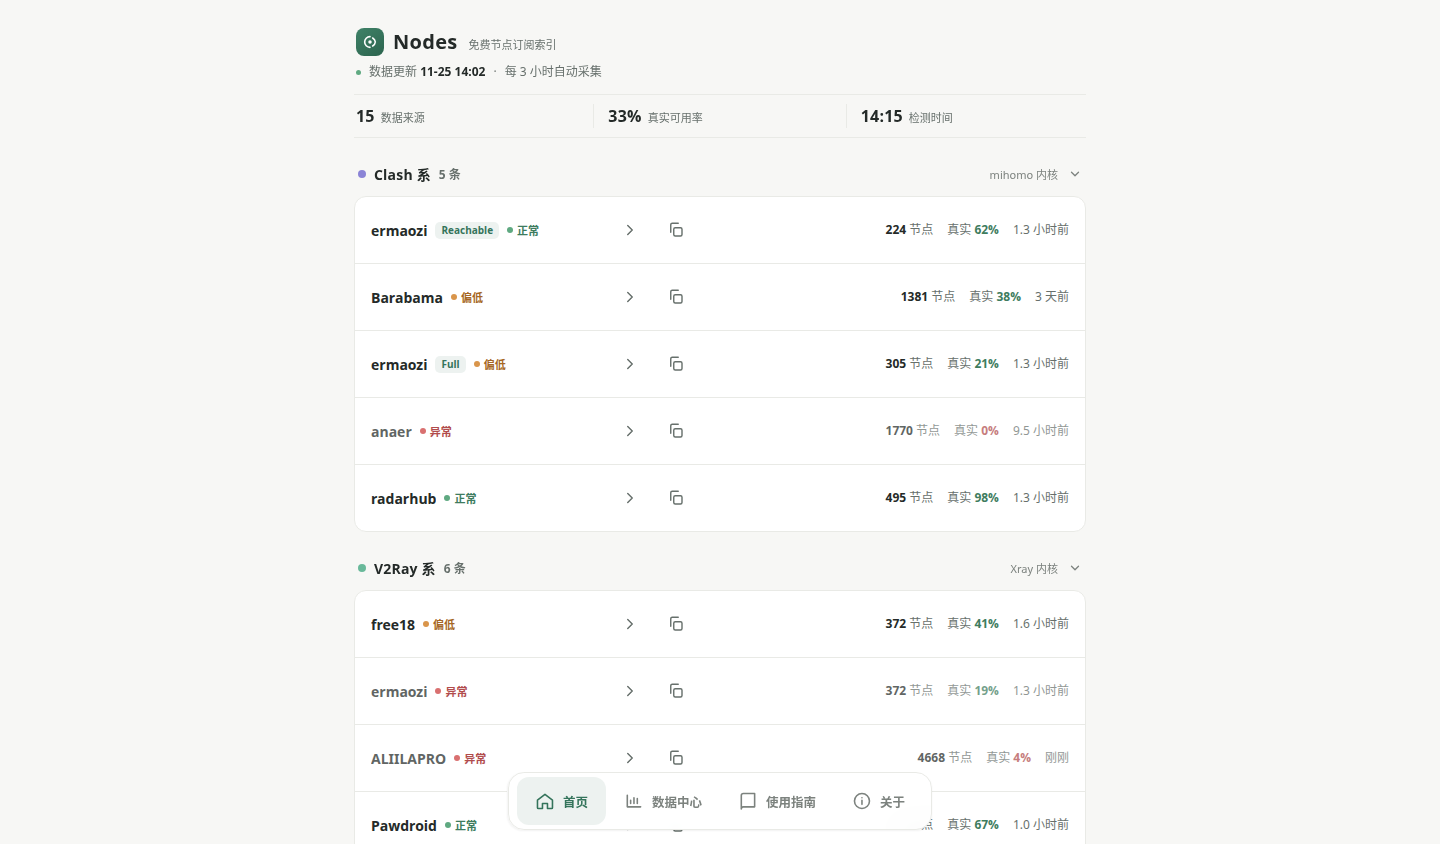 Nodes 免费节点订阅索引
数据更新 11-25 14:02 · 每 3 小时自动采集
15 数据来源 33% 真实可用率 14:15 检测时间
Clash 系 5 条 mihomo 内核
ermaozi Reachable 正常 224 节点 真实 62% 1.3 小时前
Barabama 偏低 1381 节点 真实 38% 3 天前
ermaozi Full 偏低 305 节点 真实 21% 1.3 小时前
anaer 异常 1770 节点 真实 0% 9.5 小时前
radarhub 正常 495 节点 真实 98% 1.3 小时前
V2Ray 系 6 条 Xray 内核
free18 偏低 372 节点 真实 41% 1.6 小时前
ermaozi 异常 372 节点 真实 19% 1.3 小时前
ALIILAPRO 异常 4668 节点 真实 4% 刚刚
首页 数据中心 使用指南 关于
Pawdroid 正常 真实 67% 1.0 小时前